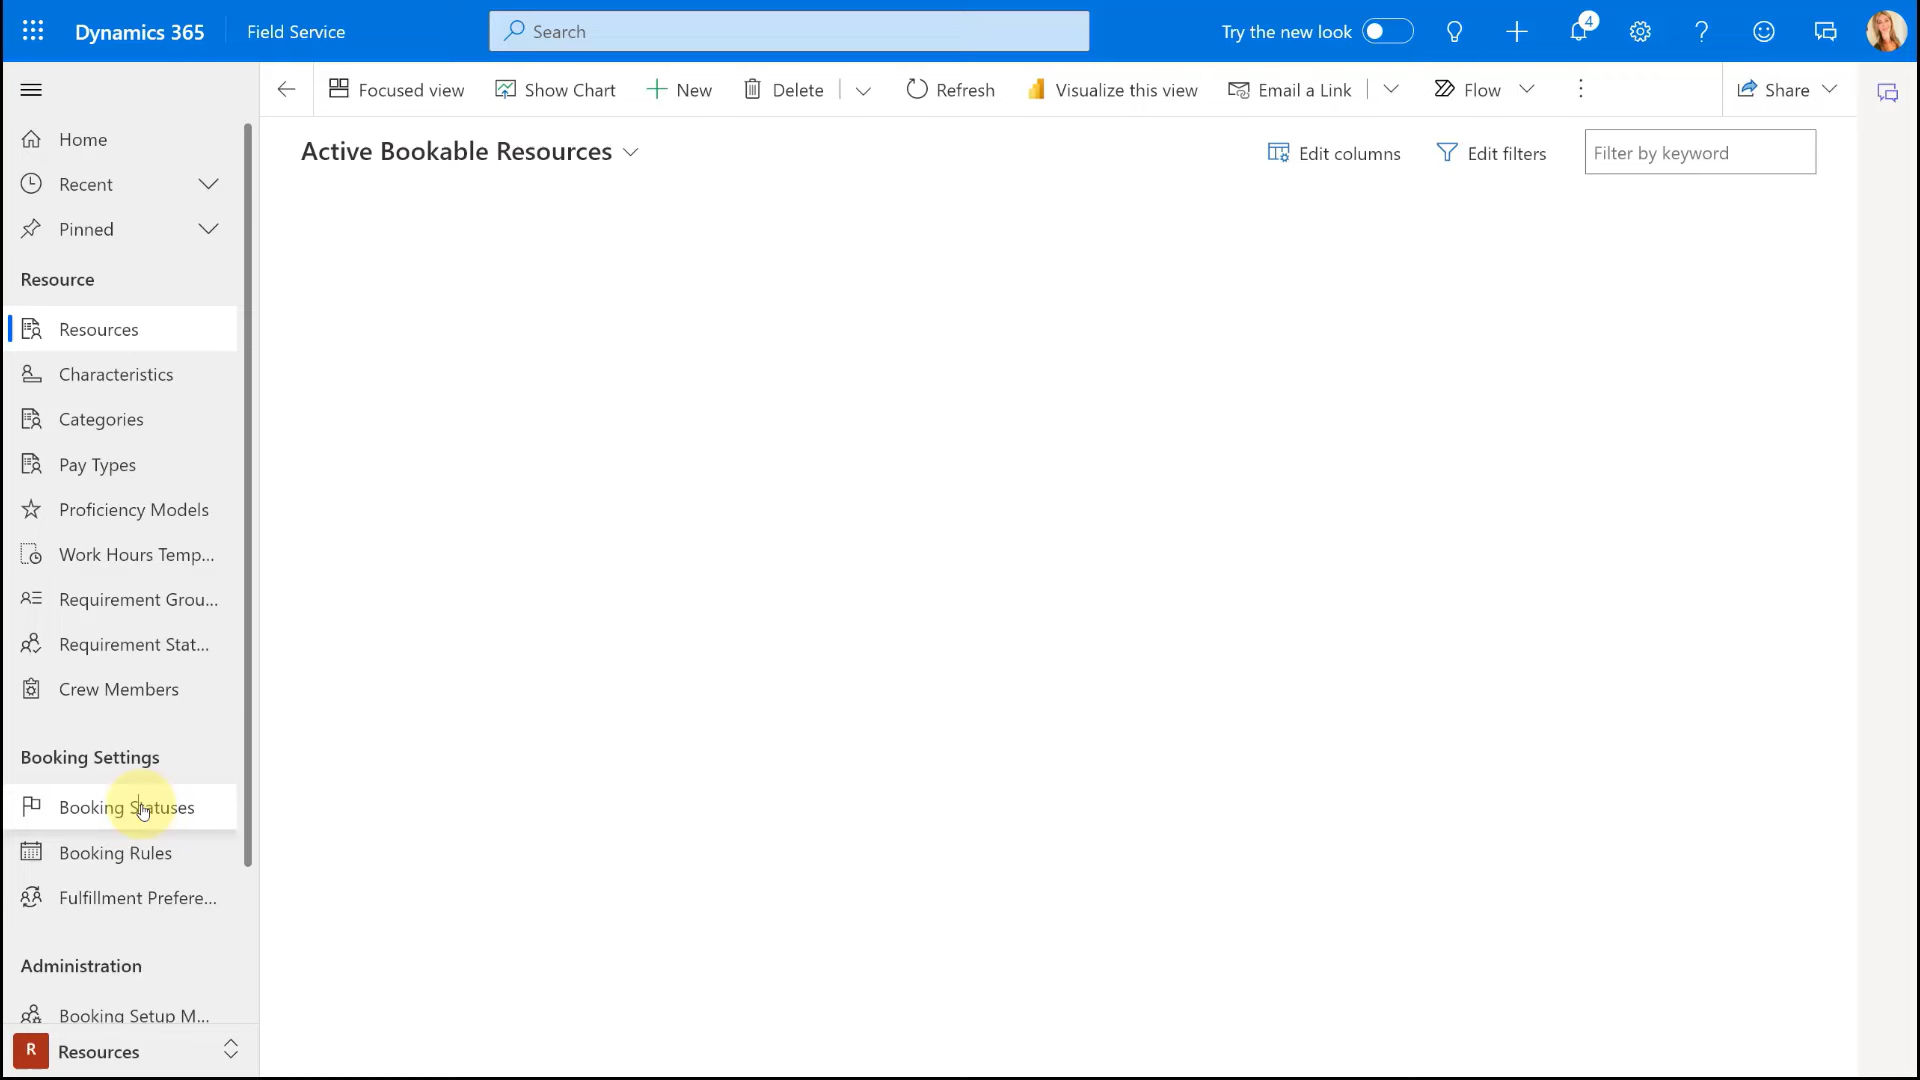 Dynamics 365
Field Service
Search
Try the new look
4
Focused view
Show Chart
New
Delete
Refresh
Visualize this view
Email a Link
Flow
Share
Home
Recent
Pinned
Resource
Resources
Characteristics
Categories
Pay Types
Proficiency Models
Work Hours Temp...
Requirement Grou...
Requirement Stat...
Crew Members
Booking Settings
Booking Statuses
Booking Rules
Fulfillment Prefere...
Administration
Booking Setup M...
R
Resources
Active Bookable Resources
Edit columns
Edit filters
Filter by keyword